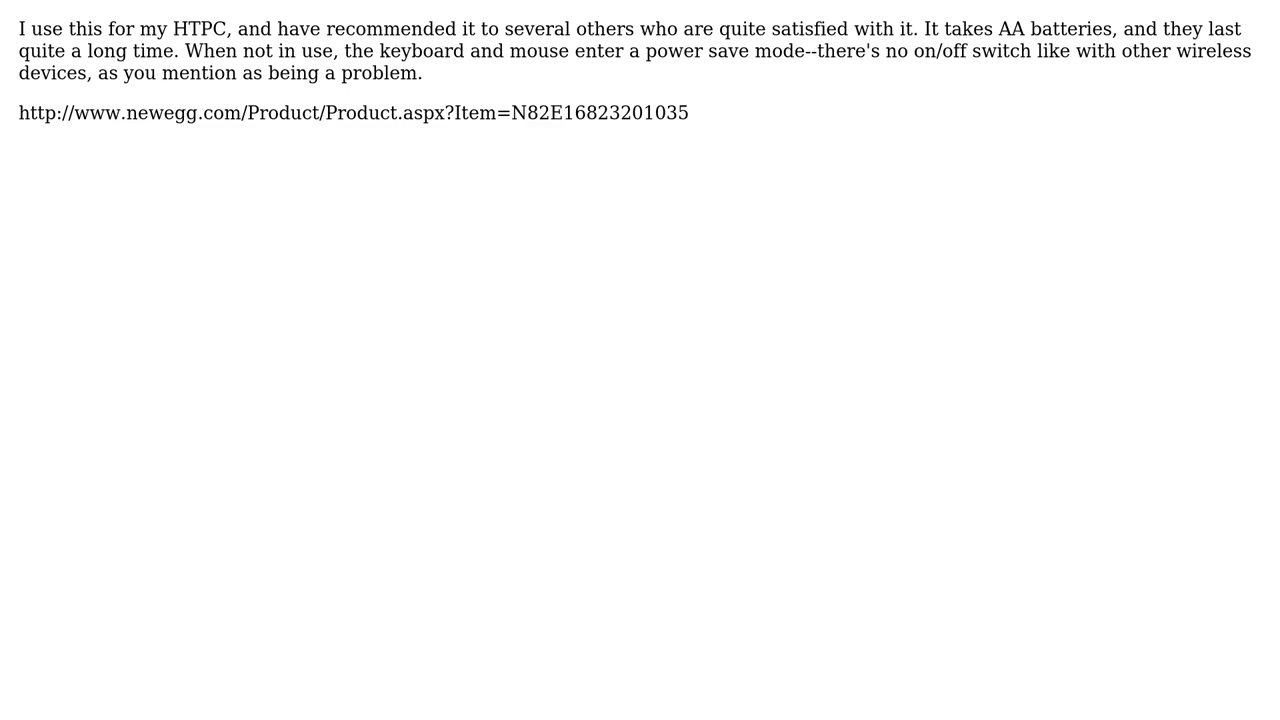 I use this for my HTPC, and have recommended it to several others who are quite satisfied with it. It takes AA batteries, and they last
quite a long time. When not in use, the keyboard and mouse enter a power save mode--there's no on/off switch like with other wireless
devices, as you mention as being a problem.
http://www.newegg.com/Product/Product.aspx?Item=N82E16823201035